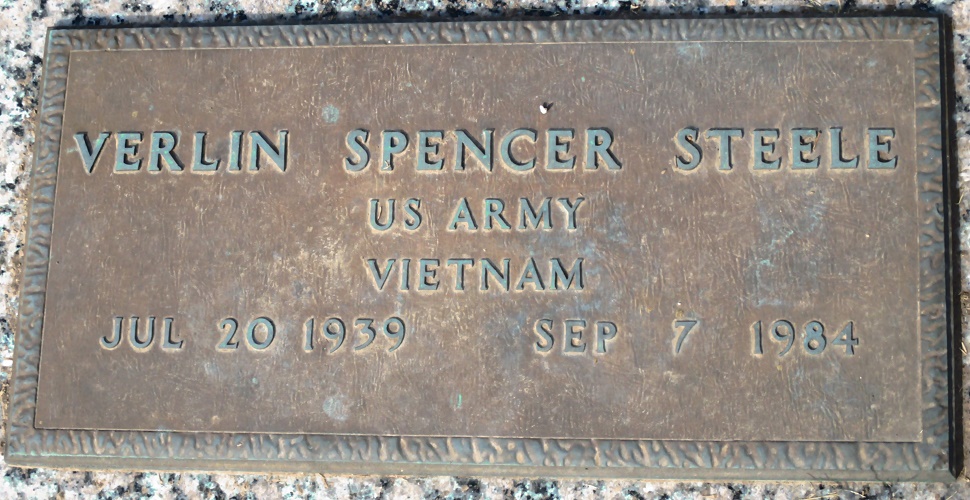 VERLIN SPENCER STEELE
US ARMY
VIETNAM
JUL 20 1939 SEP 7 1984